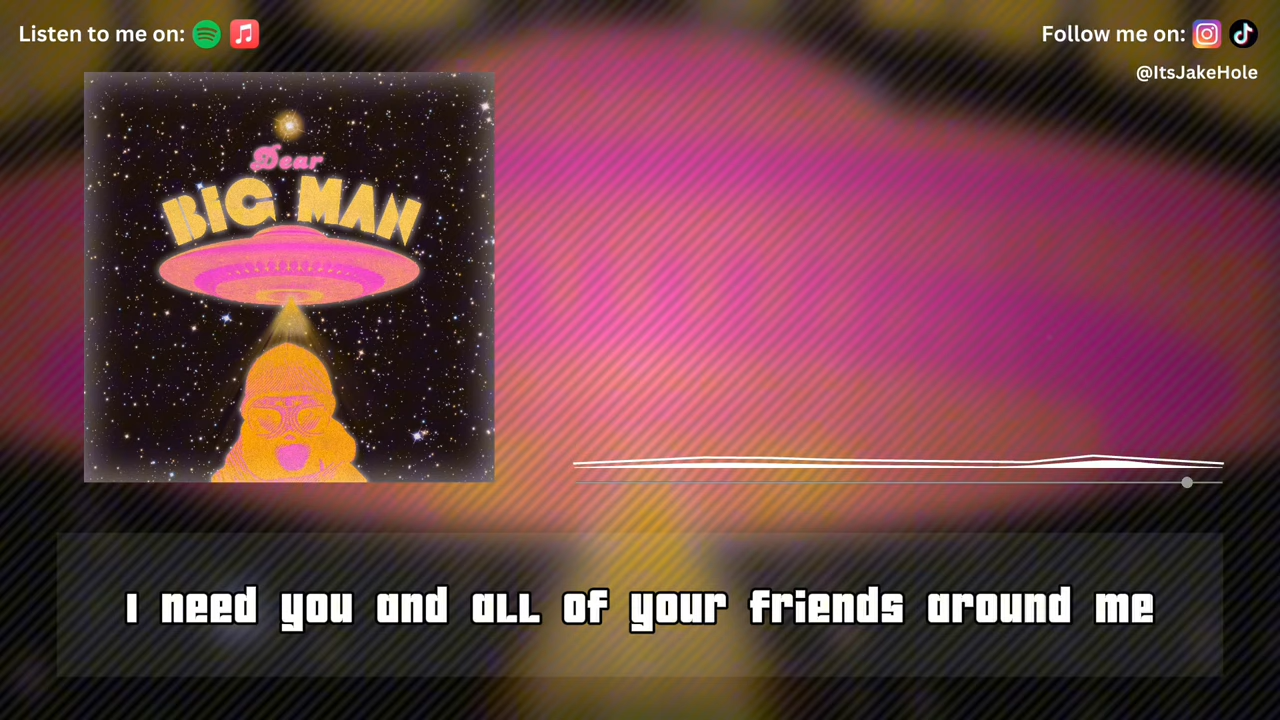 Listen to me on:
Follow me on:
@ItsJakeHole
Dear
BIG MAN
I need you and all of your friends around me